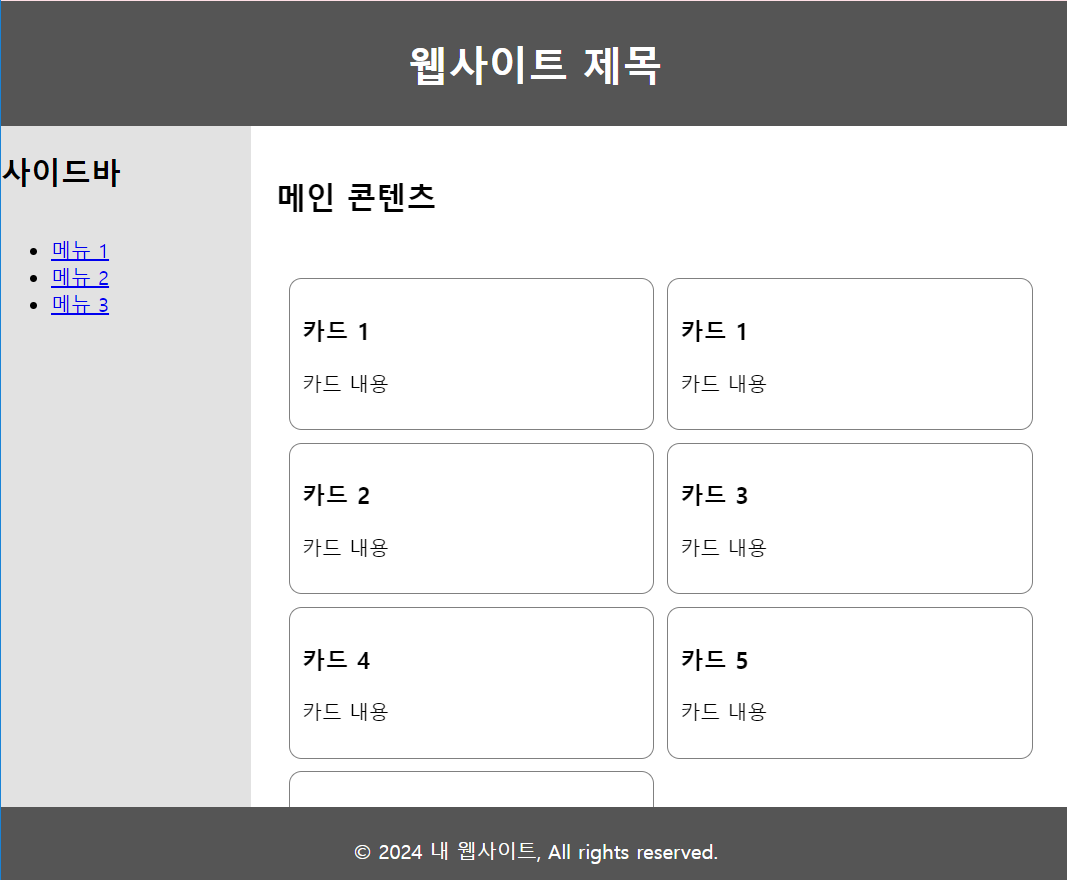 웹사이트 제목
사이드바
메뉴 1
메뉴 2
메뉴 3
메인 콘텐츠
카드 1
카드 내용
카드 1
카드 내용
카드 2
카드 내용
카드 3
카드 내용
카드 4
카드 내용
카드 5
카드 내용
© 2024 내 웹사이트, All rights reserved.